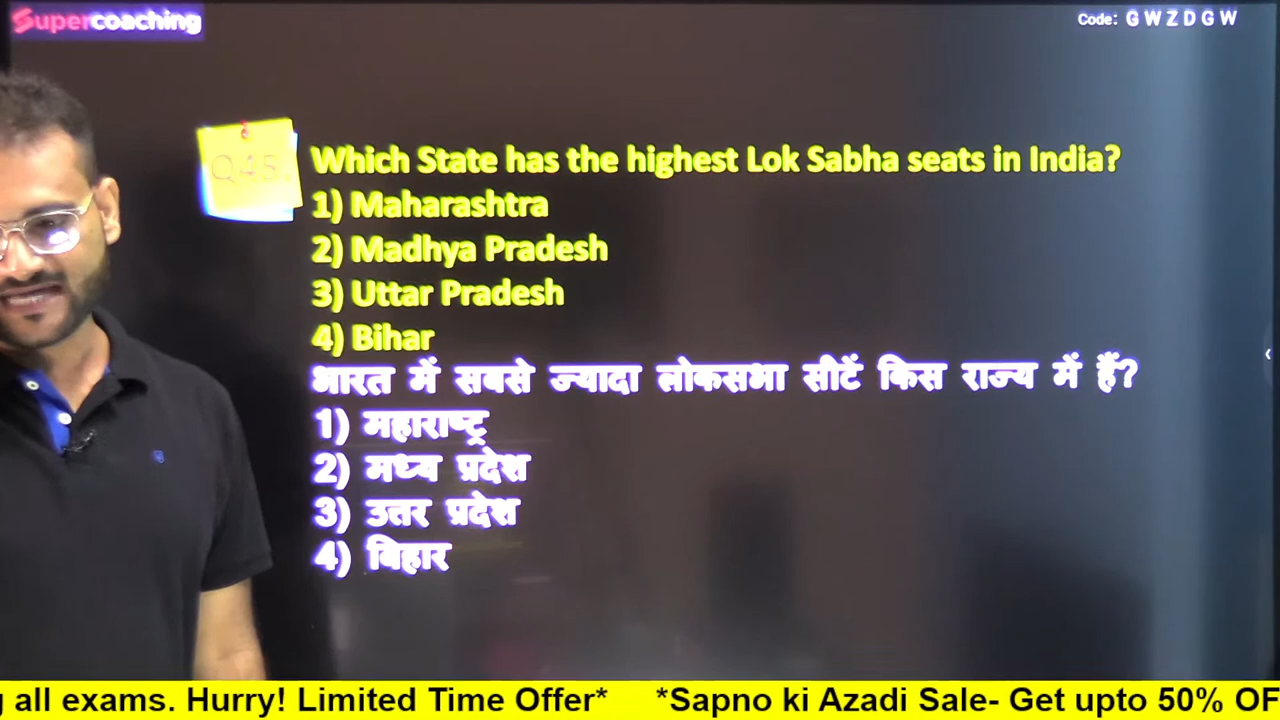 Supercoaching
Code: G W Z D G W
Q45.
Which State has the highest Lok Sabha seats in India?
1) Maharashtra
2) Madhya Pradesh
3) Uttar Pradesh
4) Bihar
भारत में सबसे ज्यादा लोकसभा सीटें किस राज्य में हैं?
1) महाराष्ट्र
2) मध्य प्रदेश
3) उत्तर प्रदेश
4) बिहार
all exams. Hurry! Limited Time Offer* *Sapno ki Azadi Sale- Get upto 50% OF